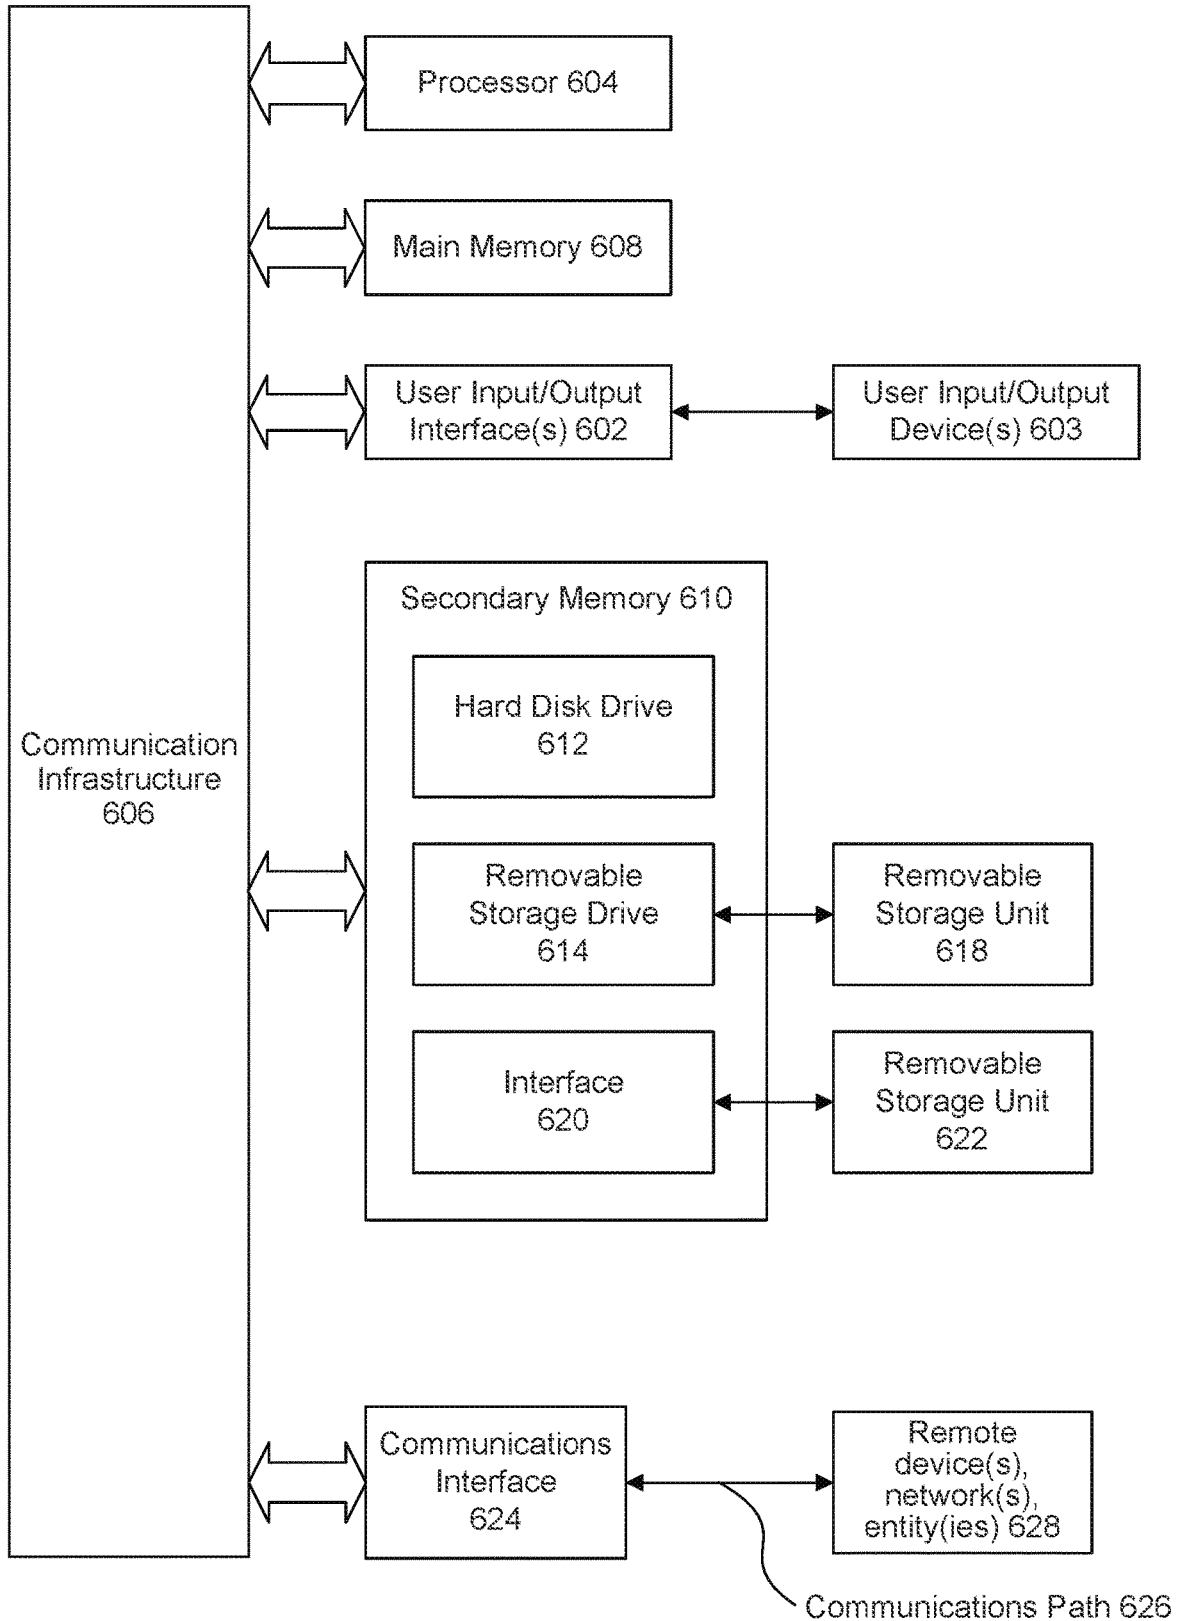 Processor 604
Main Memory 608
User Input/Output
Interface(s) 602
User Input/Output
Device(s) 603
Secondary Memory 610
Hard Disk Drive
612
Communication
Infrastructure
606
Removable
Storage Drive
614
Removable
Storage Unit
618
Interface
620
Removable
Storage Unit
622
Communications
Interface
624
Remote
device(s),
network(s),
entity(ies) 628
Communications Path 626